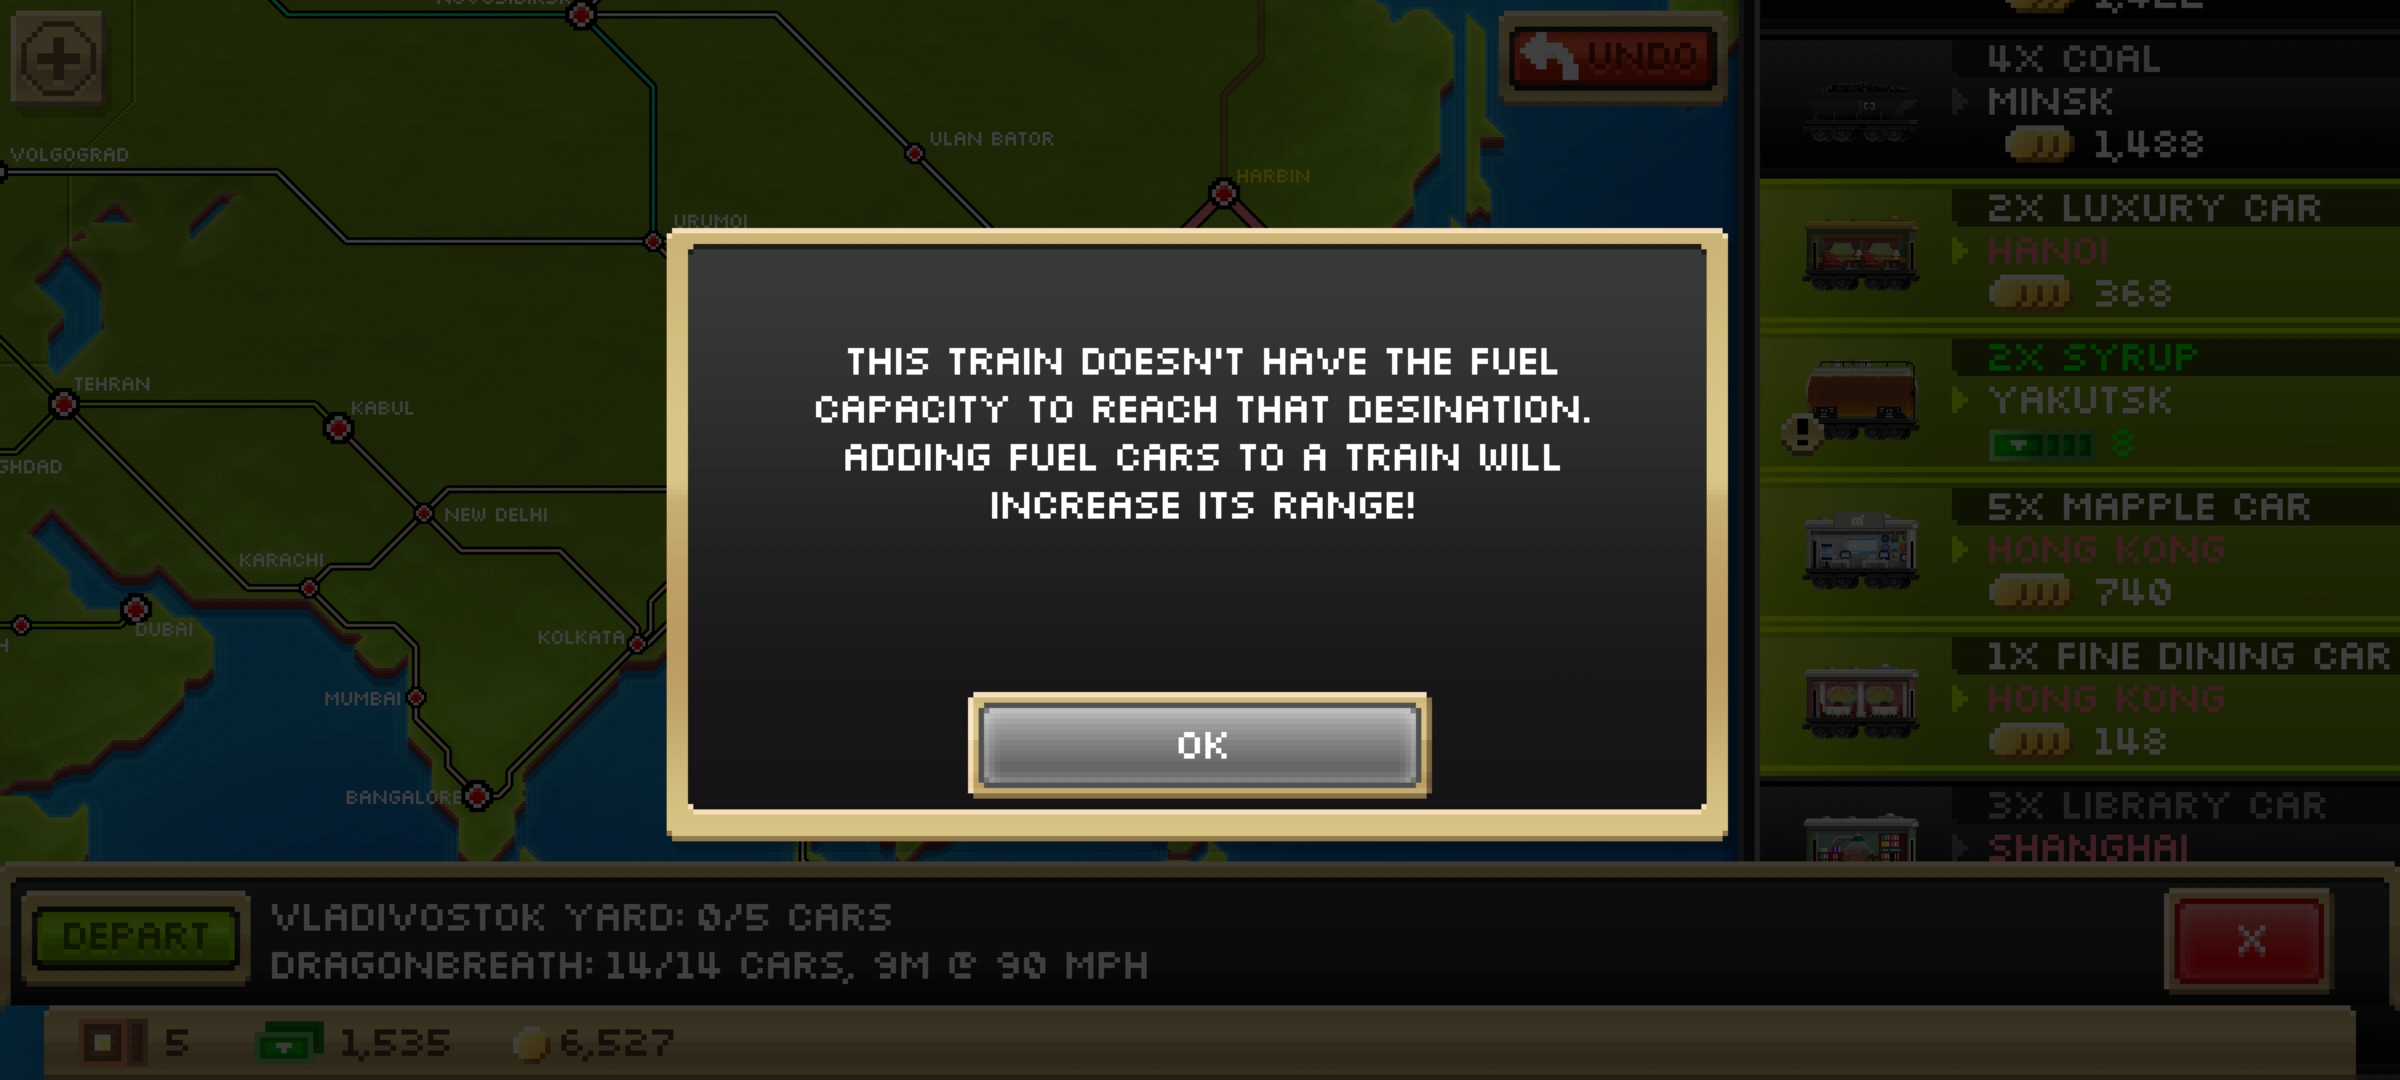 UNDO
VOLGOGRAD
ULAN BATOR
HARBIN
URUMQI
TEHRAN
KABUL
GHDAD
NEW DELHI
KARACHI
DUBAI
H
KOLKATA
MUMBAI
BANGALORE
THIS TRAIN DOESN'T HAVE THE FUEL
CAPACITY TO REACH THAT DESINATION.
ADDING FUEL CARS TO A TRAIN WILL
INCREASE ITS RANGE!
OK
4X COAL
MINSK
1,488
2X LUXURY CAR
HANOI
368
2X SYRUP
YAKUTSK
8
5X MAPPLE CAR
HONG KONG
740
1X FINE DINING CAR
HONG KONG
148
3X LIBRARY CAR
SHANGHAI
DEPART
VLADIVOSTOK YARD: 0/5 CARS
DRAGONBREATH: 14/14 CARS, 9M @ 90 MPH
X
5
1,535
6,527